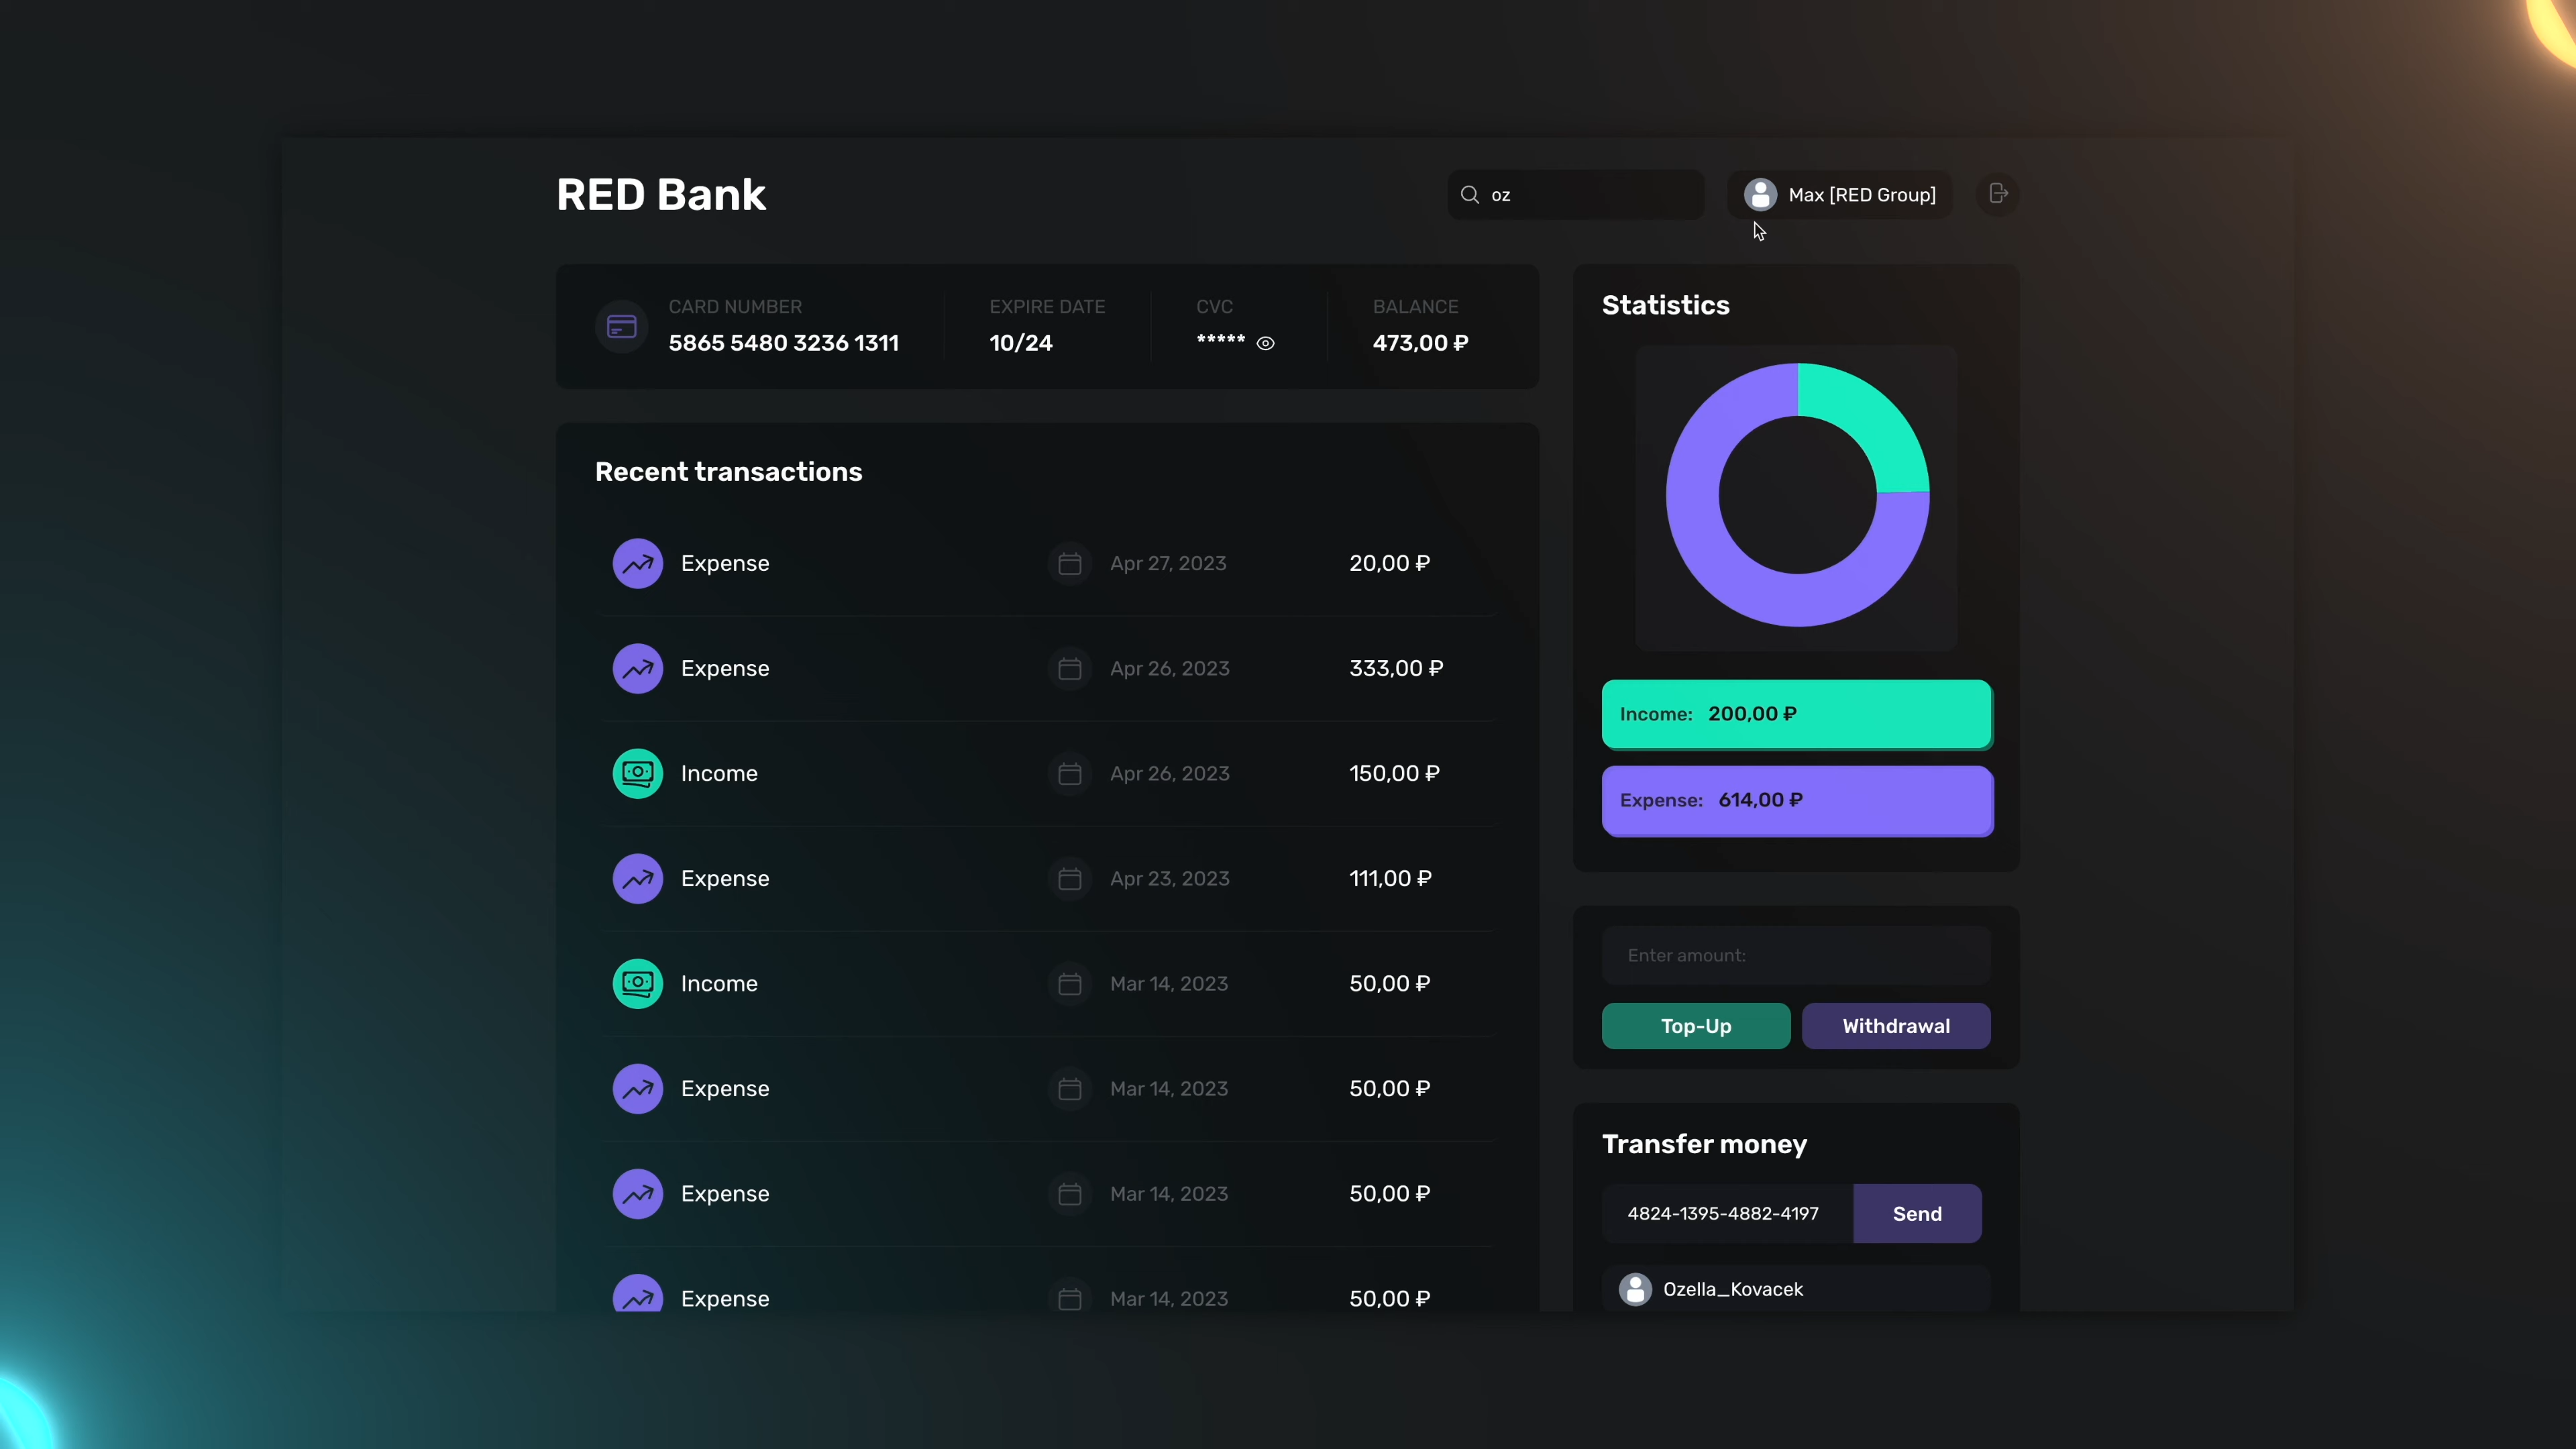 RED Bank
oz
Max [RED Group]
CARD NUMBER
5865 5480 3236 1311
EXPIRE DATE
10/24
CVC
*****
BALANCE
473,00 ₽
Recent transactions
Expense Apr 27, 2023 20,00 ₽
Expense Apr 26, 2023 333,00 ₽
Income Apr 26, 2023 150,00 ₽
Expense Apr 23, 2023 111,00 ₽
Income Mar 14, 2023 50,00 ₽
Expense Mar 14, 2023 50,00 ₽
Expense Mar 14, 2023 50,00 ₽
Expense Mar 14, 2023 50,00 ₽
Statistics
Income: 200,00 ₽
Expense: 614,00 ₽
Enter amount:
Top-Up Withdrawal
Transfer money
4824-1395-4882-4197 Send
Ozella_Kovacek